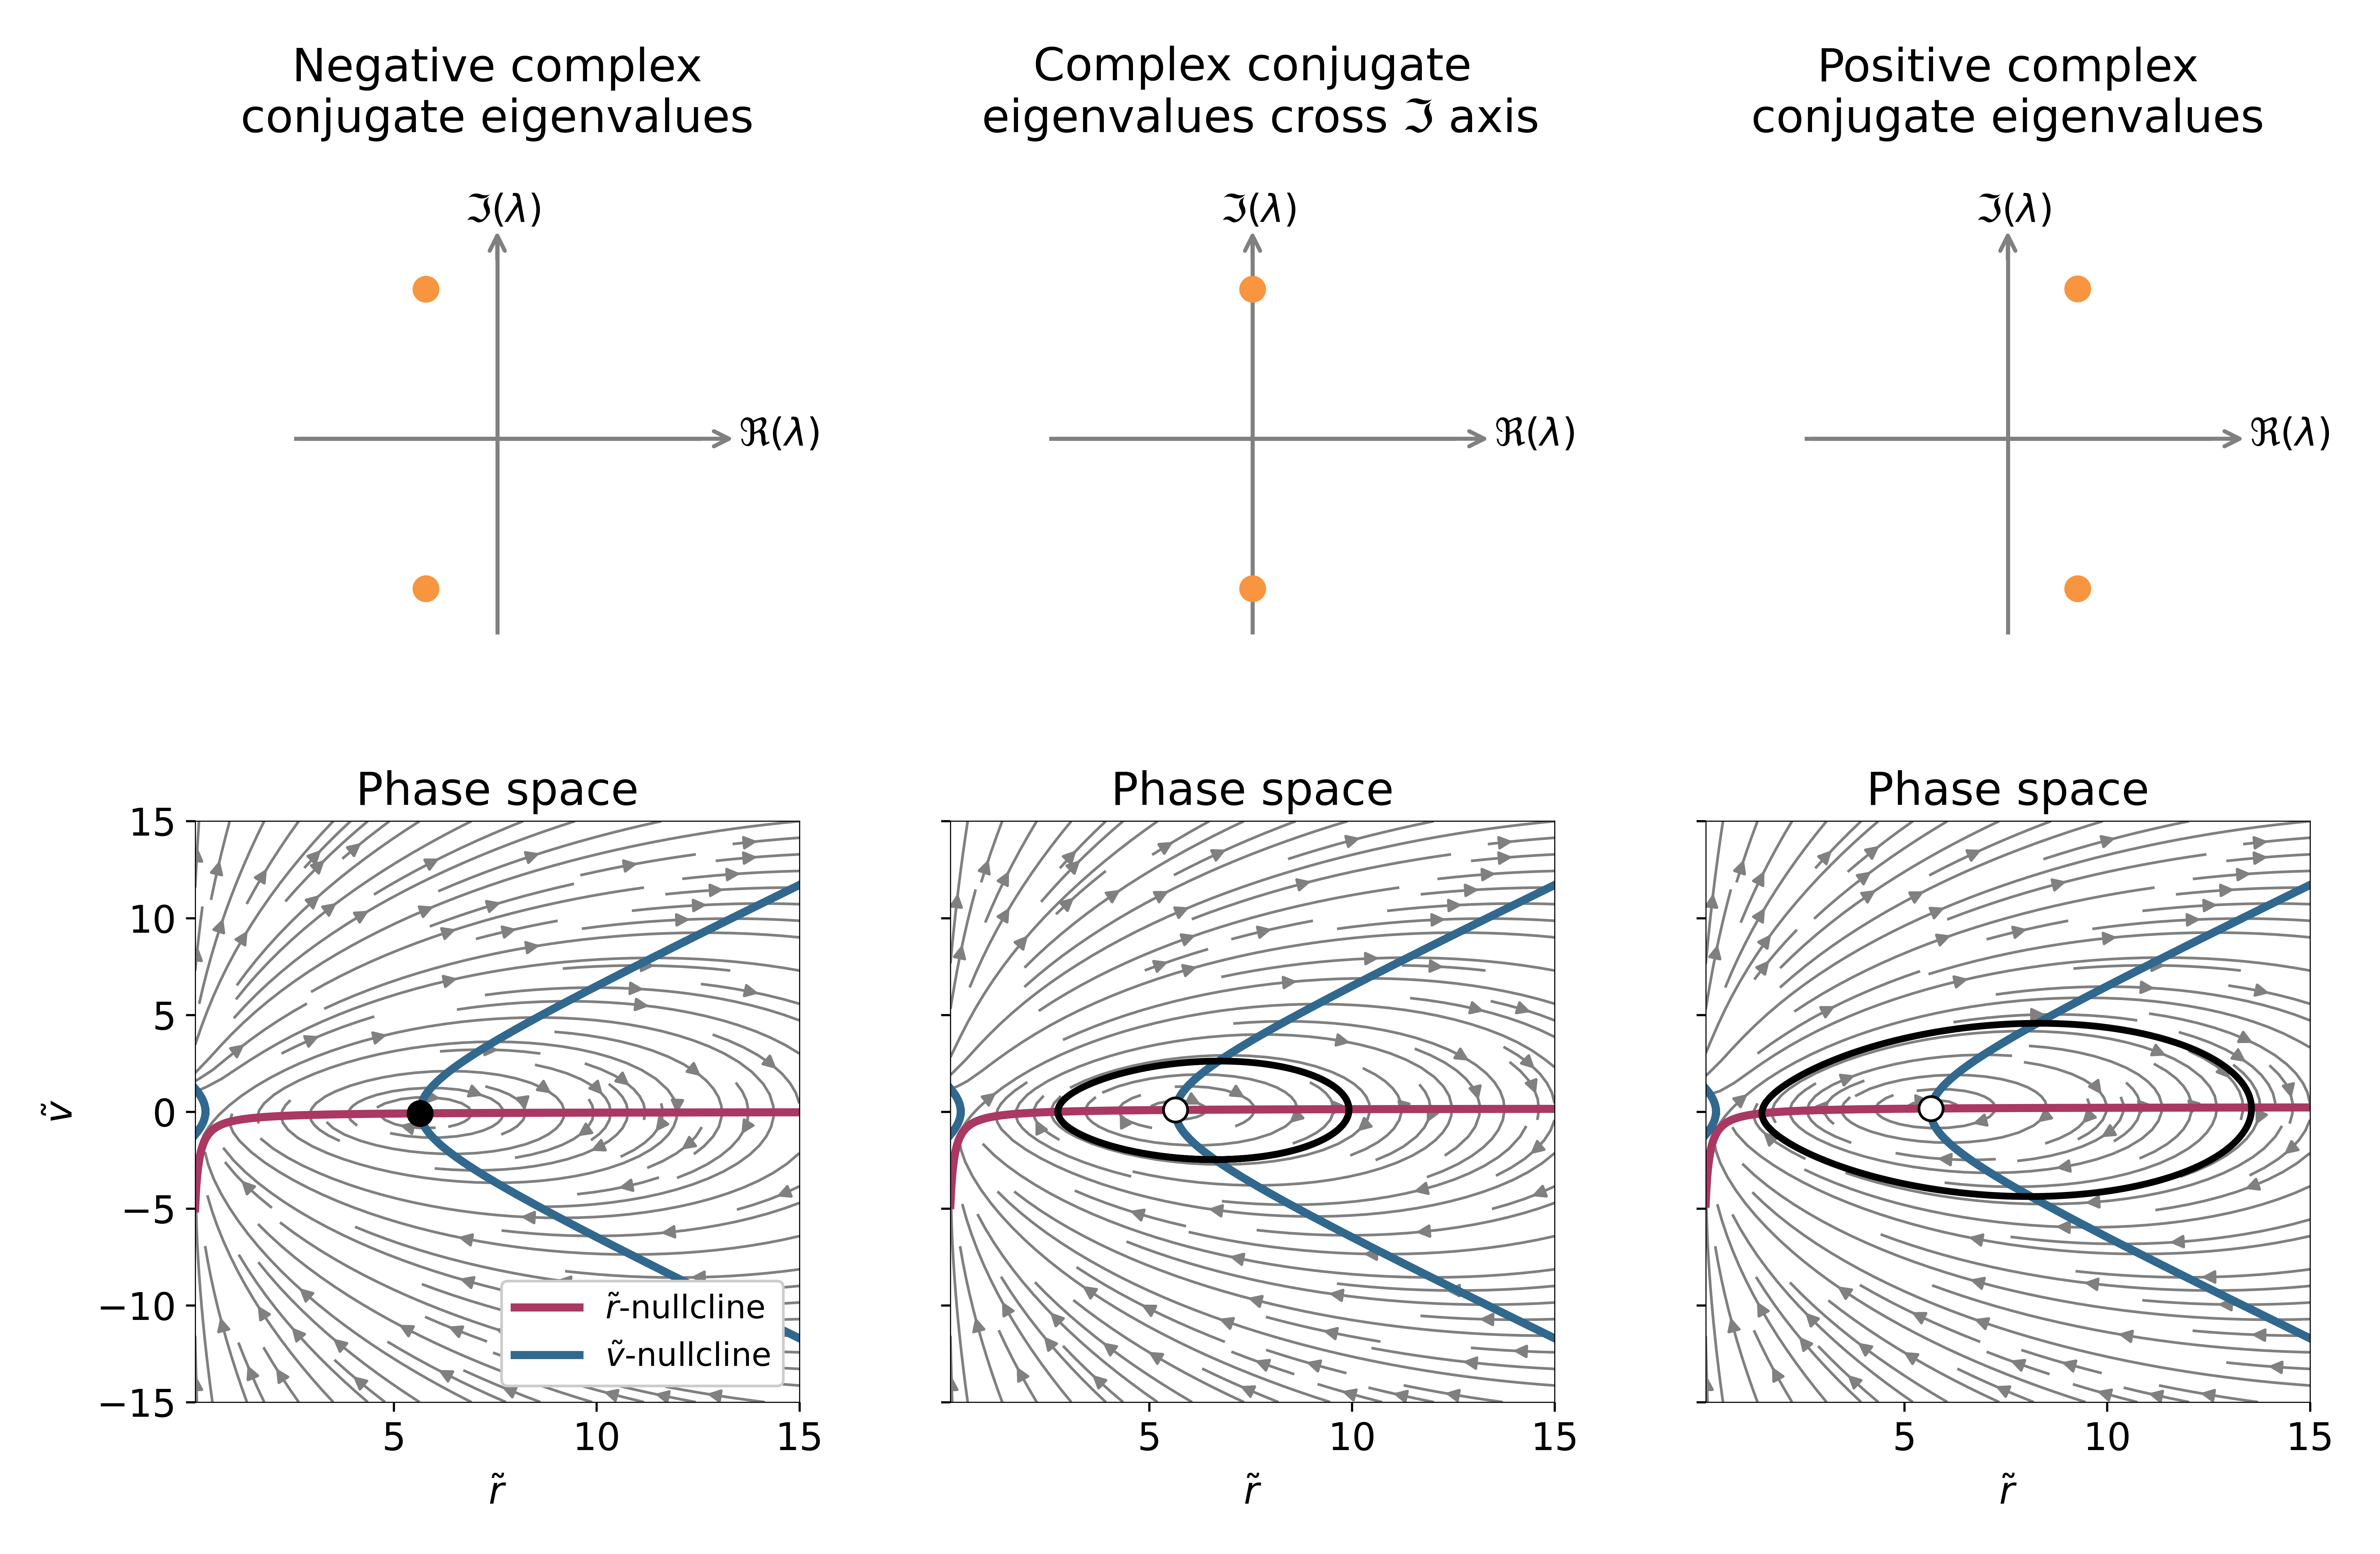 Negative complex
conjugate eigenvalues
Complex conjugate
eigenvalues cross ℑ axis
Positive complex
conjugate eigenvalues
ℑ(λ)
ℑ(λ)
ℑ(λ)
ℜ(λ)
ℜ(λ)
ℜ(λ)
Phase space
Phase space
Phase space
15
10
5
0
−5
−10
−15
ṽ
r̃-nullcline
ṽ-nullcline
5 10 15
5 10 15
5 10 15
r̃
r̃
r̃